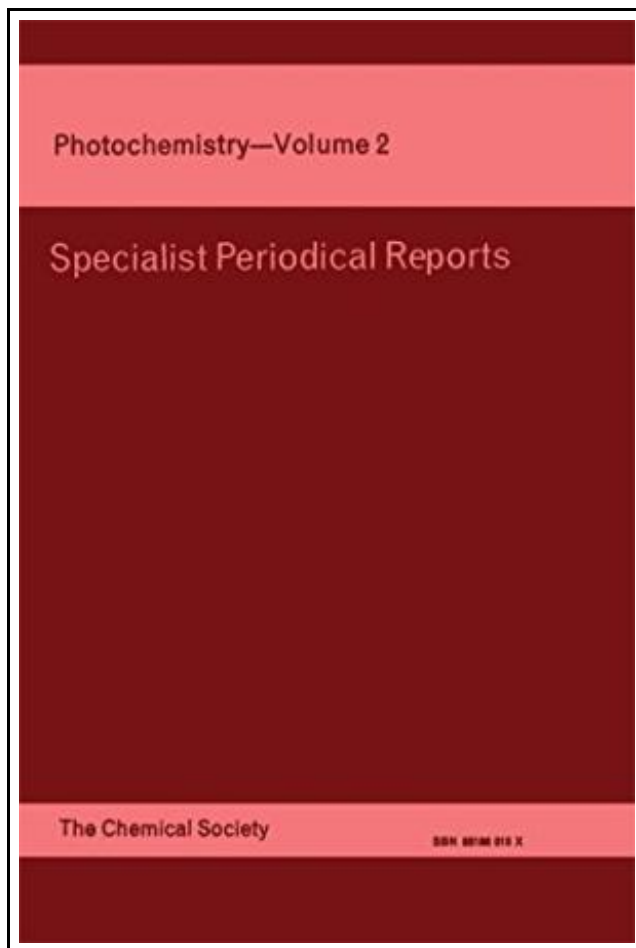 Photochemistry—Volume 2
Specialist Periodical Reports
The Chemical Society